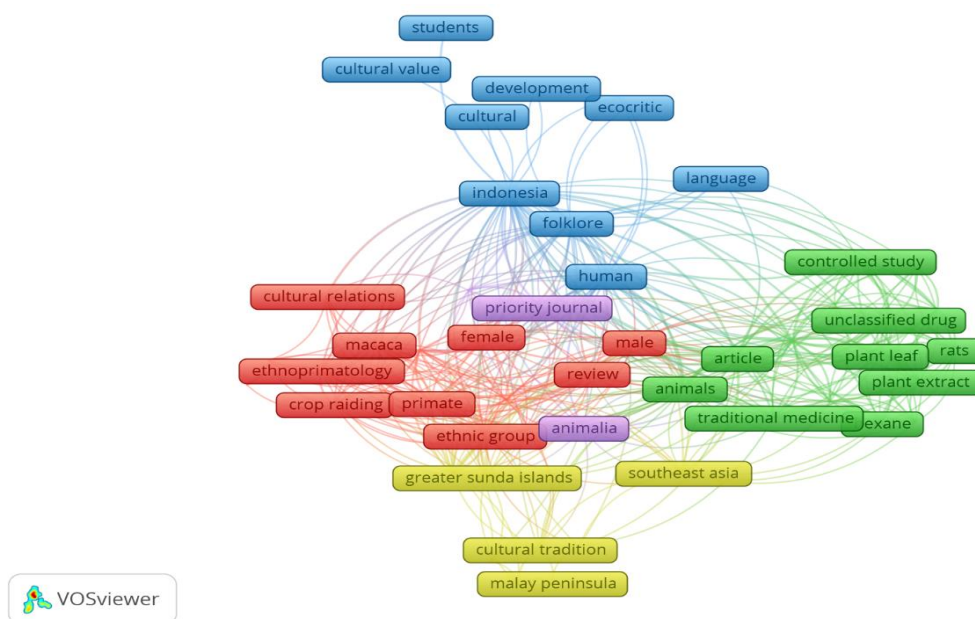 students
cultural value
development
ecocritic
cultural
language
indonesia
folklore
controlled study
human
cultural relations
priority journal
unclassified drug
female
male
macaca
rats
article
plant leaf
ethnoprimatology
review
plant extract
animals
crop raiding
primate
traditional medicine
exane
animalia
ethnic group
southeast asia
greater sunda islands
cultural tradition
malay peninsula
VOSviewer